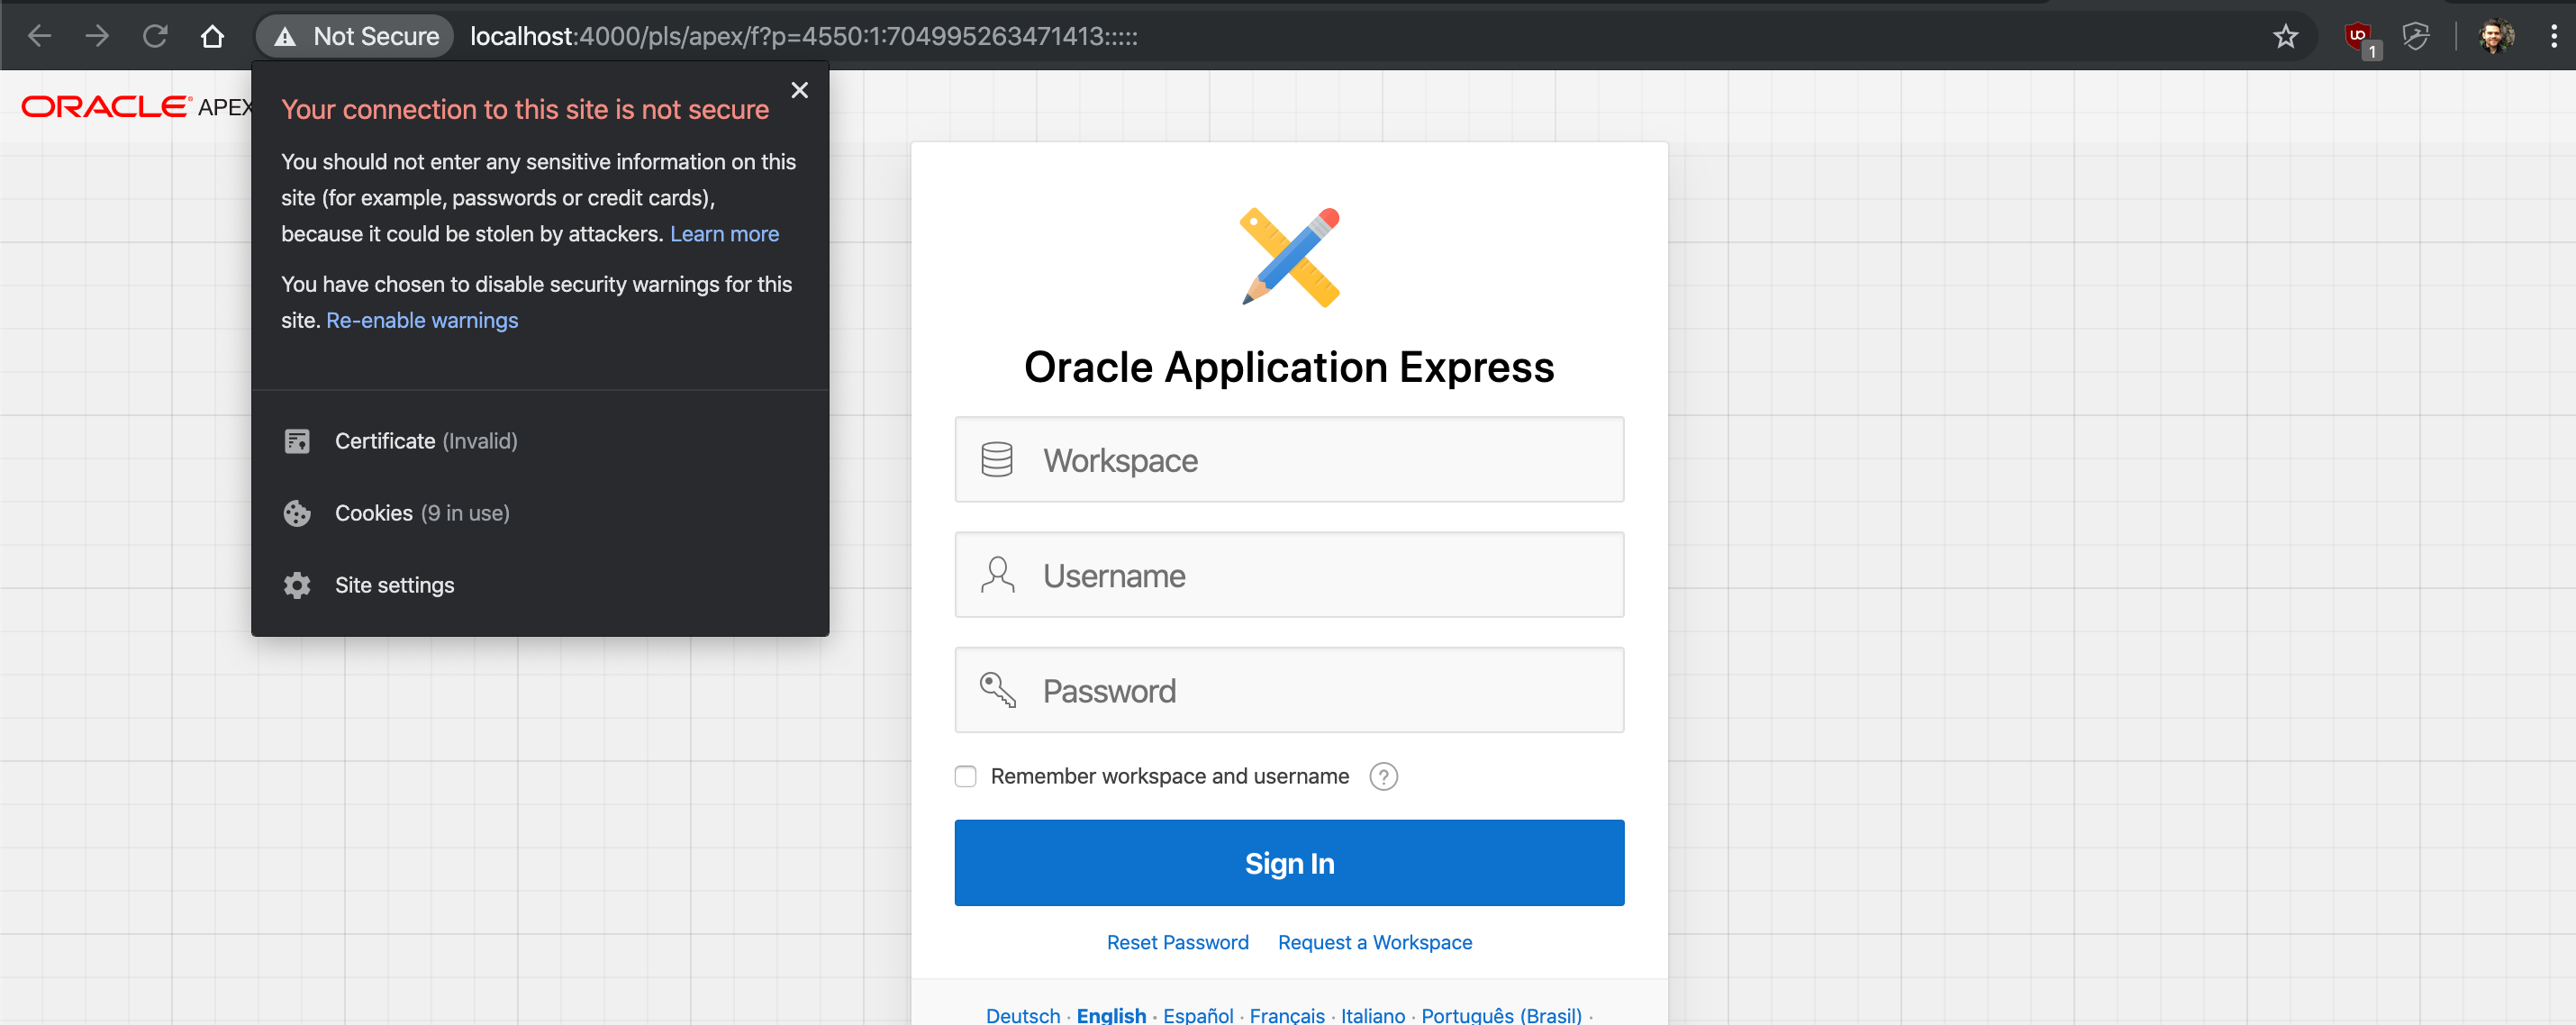 Not Secure localhost:4000/pls/apex/f?p=4550:1:704995263471413:::::
1
ORACLE® APEX
Your connection to this site is not secure
You should not enter any sensitive information on this
site (for example, passwords or credit cards),
because it could be stolen by attackers. Learn more
You have chosen to disable security warnings for this
site. Re-enable warnings
Certificate (Invalid)
Cookies (9 in use)
Site settings
Oracle Application Express
Workspace
Username
Password
Remember workspace and username ?
Sign In
Reset Password Request a Workspace
Deutsch · English · Español · Français · Italiano · Português (Brasil) ·